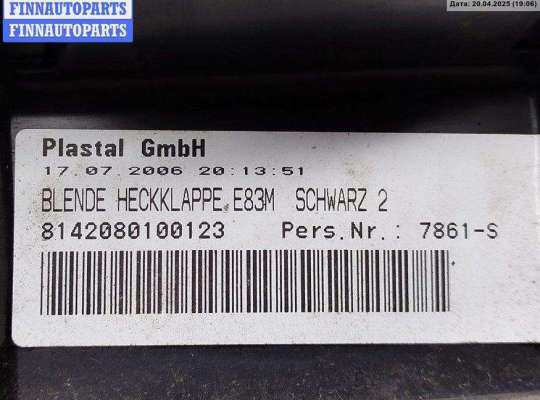 FINNAUTOPARTS
FINNAUTOPARTS
FINNAUTOPARTS
Дата: 20.04.2025 (19:06)
Plastal GmbH
17.07.2006 20:13:51
BLENDE HECKKLAPPE E83M SCHWARZ 2
8142080100123 Pers.Nr.: 7861-S